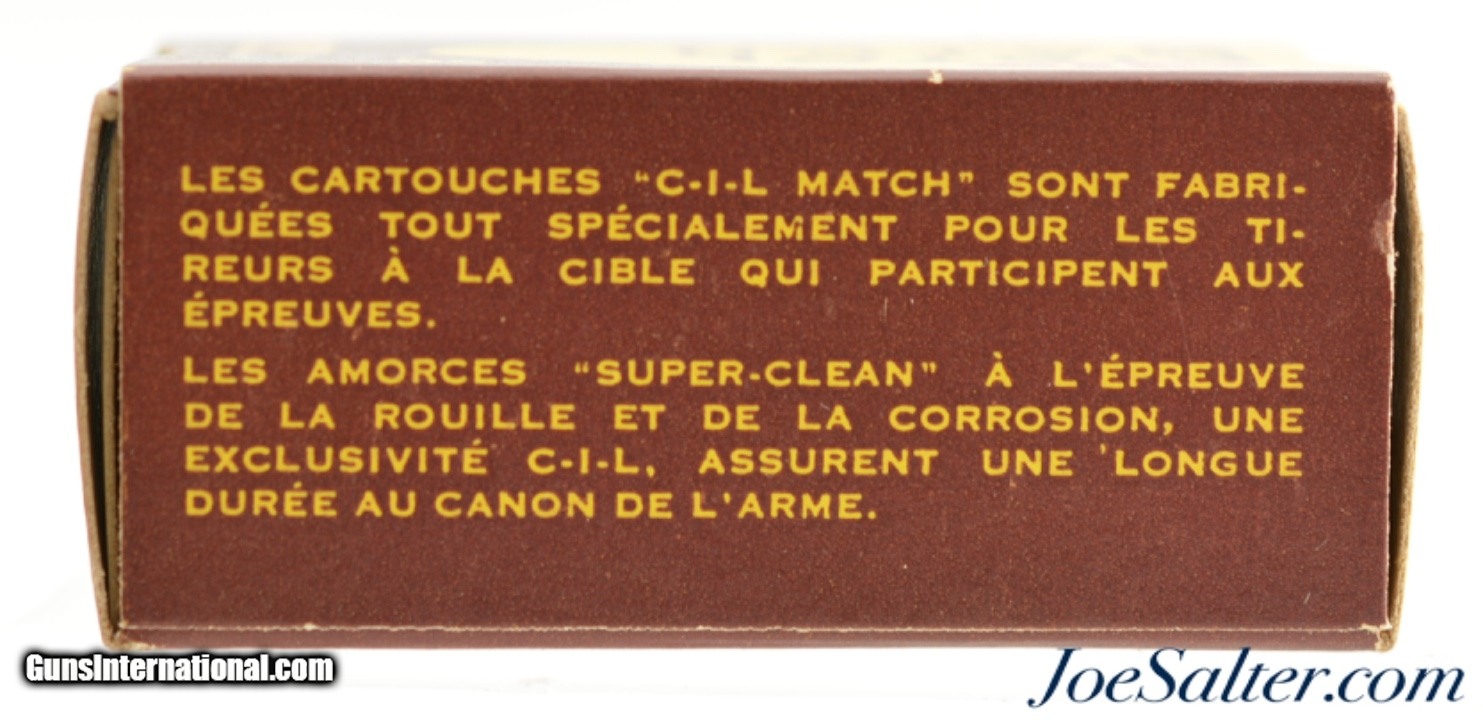 LES CARTOUCHES "C-I-L MATCH" SONT FABRI-
QUÉES TOUT SPÉCIALEMENT POUR LES TI-
REURS À LA CIBLE QUI PARTICIPENT AUX
ÉPREUVES.
LES AMORCES "SUPER-CLEAN" À L'ÉPREUVE
DE LA ROUILLE ET DE LA CORROSION, UNE
EXCLUSIVITÉ C-I-L, ASSURENT UNE LONGUE
DURÉE AU CANON DE L'ARME.
GunsInternational.com
JoeSalter.com